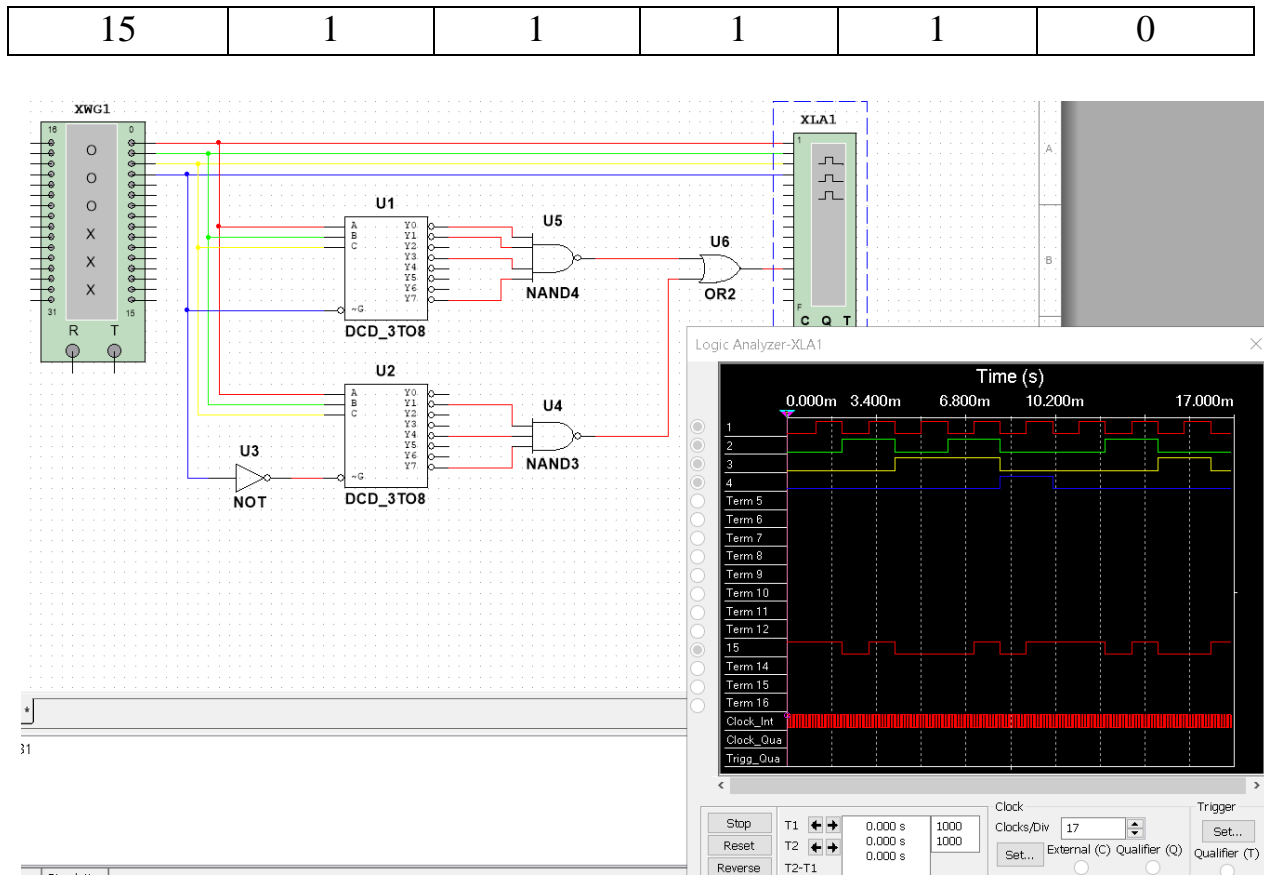 15 1 1 1 1 0
XWG1
16 0
O
O
O
X
X
X
31 15
R T
U1
A Y0
B Y1
C Y2
Y3
Y4
Y5
Y6
~G Y7
DCD_3TO8
U2
A Y0
B Y1
C Y2
Y3
Y4
Y5
Y6
~G Y7
DCD_3TO8
U3
NOT
U5
NAND4
U4
NAND3
U6
OR2
XLA1
1
F
C Q T
A
B
Logic Analyzer-XLA1
Time (s)
0.000m 3.400m 6.800m 10.200m 17.000m
1
2
3
4
Term 5
Term 6
Term 7
Term 8
Term 9
Term 10
Term 11
Term 12
15
Term 14
Term 15
Term 16
Clock_Int
Clock_Qua
Trigg_Qua
Stop
Reset
Reverse
T1 0.000 s 1000
T2 0.000 s 1000
T2-T1 0.000 s
Clock
Clocks/Div 17
Set... External (C) Qualifier (Q)
Trigger
Set...
Qualifier (T)